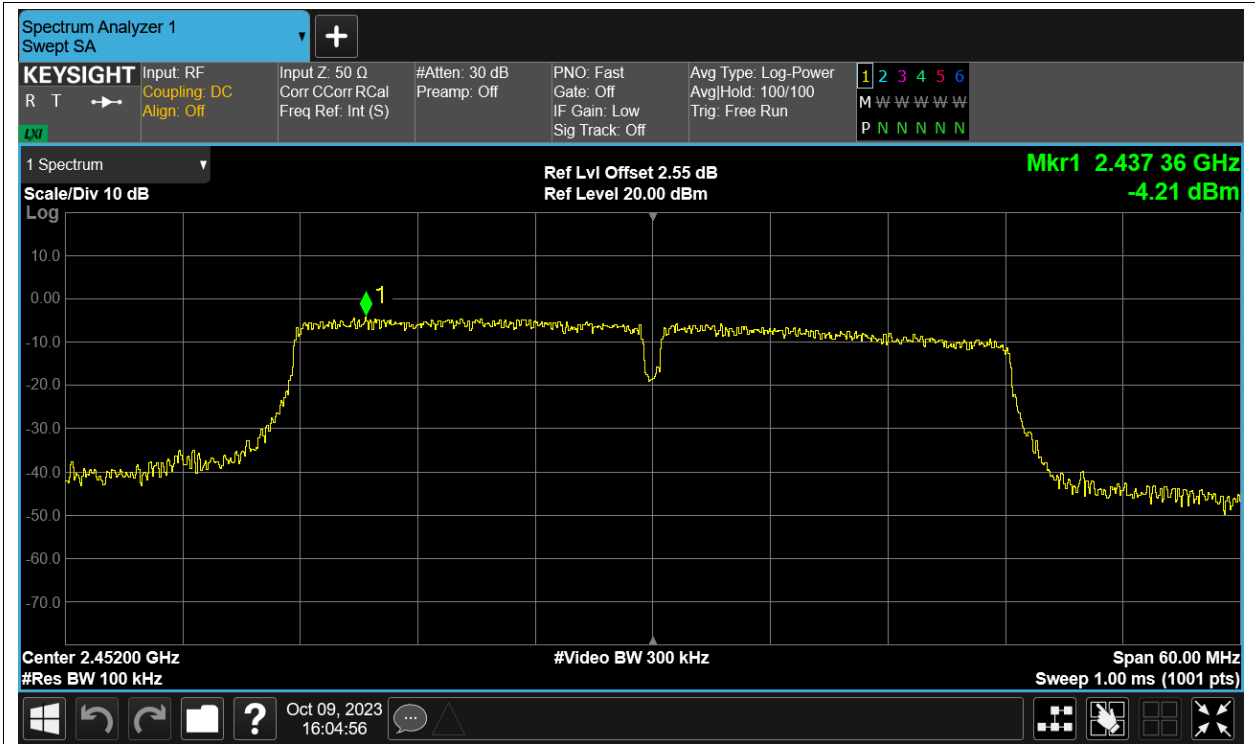 Spectrum Analyzer 1
Swept SA
KEYSIGHT
R T
LXI
Input: RF
Coupling: DC
Align: Off
Input Z: 50 Ω
Corr CCorr RCal
Freq Ref: Int (S)
#Atten: 30 dB
Preamp: Off
PNO: Fast
Gate: Off
IF Gain: Low
Sig Track: Off
Avg Type: Log-Power
Avg|Hold: 100/100
Trig: Free Run
1 2 3 4 5 6
M W W W W W
P N N N N N
1 Spectrum
Scale/Div 10 dB
Log
Ref Lvl Offset 2.55 dB
Ref Level 20.00 dBm
Mkr1 2.437 36 GHz
-4.21 dBm
10.0
0.00
-10.0
-20.0
-30.0
-40.0
-50.0
-60.0
-70.0
1
Center 2.45200 GHz
#Res BW 100 kHz
#Video BW 300 kHz
Span 60.00 MHz
Sweep 1.00 ms (1001 pts)
?
Oct 09, 2023
16:04:56